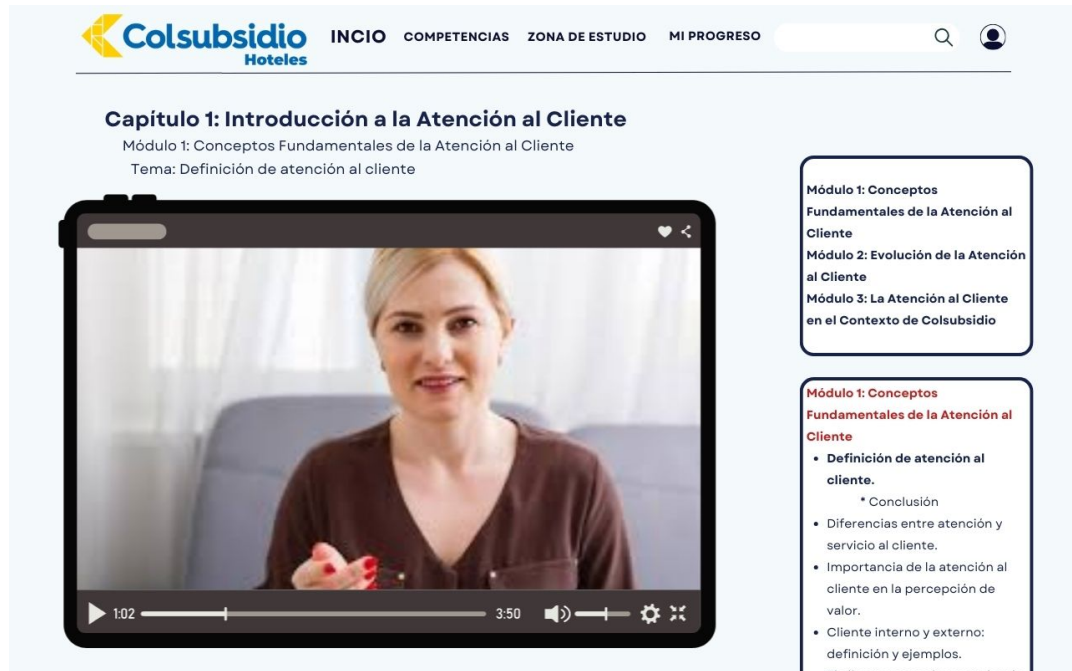 Colsubsidio
Hoteles
INCIO COMPETENCIAS ZONA DE ESTUDIO MI PROGRESO
Capítulo 1: Introducción a la Atención al Cliente
Módulo 1: Conceptos Fundamentales de la Atención al Cliente
Tema: Definición de atención al cliente
1:02
3:50
Módulo 1: Conceptos
Fundamentales de la Atención al
Cliente
Módulo 2: Evolución de la Atención
al Cliente
Módulo 3: La Atención al Cliente
en el Contexto de Colsubsidio
Módulo 1: Conceptos
Fundamentales de la Atención al
Cliente
• Definición de atención al
cliente.
* Conclusión
• Diferencias entre atención y
servicio al cliente.
• Importancia de la atención al
cliente en la percepción de
valor.
• Cliente interno y externo:
definición y ejemplos.